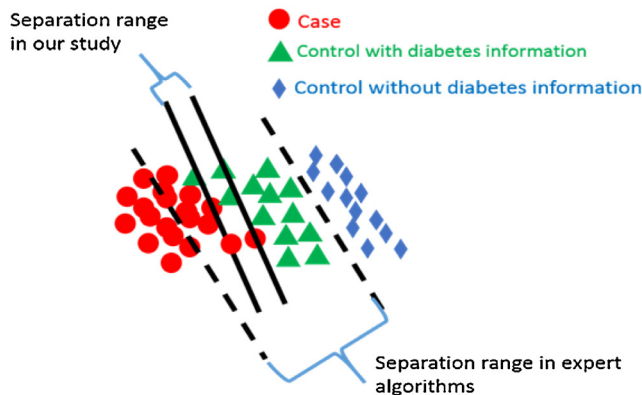 Separation range
in our study
Case
Control with diabetes information
Control without diabetes information
Separation range in expert
algorithms